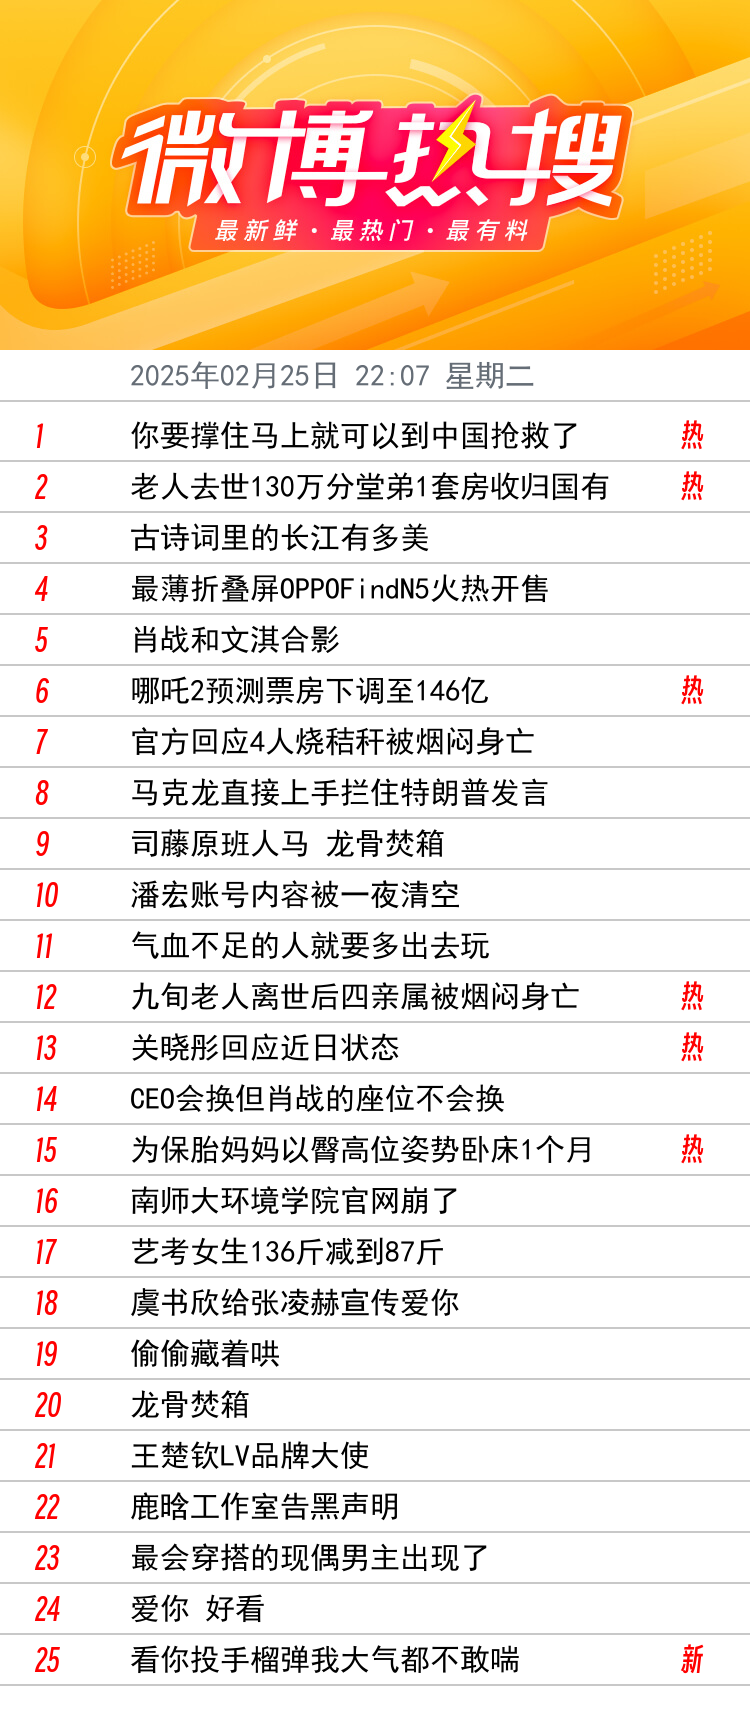 微博热搜
最新鲜·最热门·最有料
2025年02月25日 22:07 星期二
1 你要撑住马上就可以到中国抢救了 热
2 老人去世130万分堂弟1套房收归国有 热
3 古诗词里的长江有多美
4 最薄折叠屏OPPOFindN5火热开售
5 肖战和文淇合影
6 哪吒2预测票房下调至146亿 热
7 官方回应4人烧秸秆被烟闷身亡
8 马克龙直接上手拦住特朗普发言
9 司藤原班人马 龙骨焚箱
10 潘宏账号内容被一夜清空
11 气血不足的人就要多出去玩
12 九旬老人离世后四亲属被烟闷身亡 热
13 关晓彤回应近日状态 热
14 CEO会换但肖战的座位不会换
15 为保胎妈妈以臀高位姿势卧床1个月 热
16 南师大环境学院官网崩了
17 艺考女生136斤减到87斤
18 虞书欣给张凌赫宣传爱你
19 偷偷藏着哄
20 龙骨焚箱
21 王楚钦LV品牌大使
22 鹿晗工作室告黑声明
23 最会穿搭的现偶男主出现了
24 爱你 好看
25 看你投手榴弹我大气都不敢喘 新